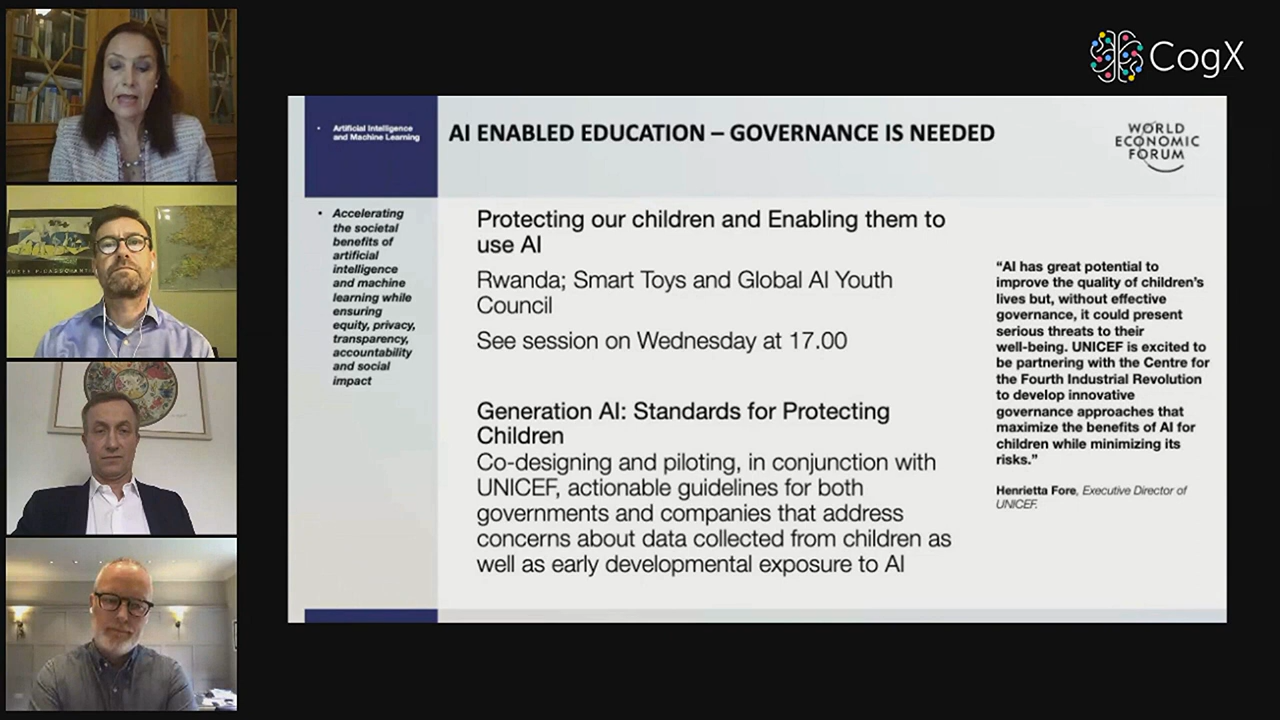 CogX
• Artificial Intelligence
and Machine Learning
AI ENABLED EDUCATION – GOVERNANCE IS NEEDED
WORLD
ECONOMIC
FORUM
• Accelerating
the societal
benefits of
artificial
intelligence
and machine
learning while
ensuring
equity, privacy,
transparency,
accountability
and social
impact
Protecting our children and Enabling them to
use AI
Rwanda; Smart Toys and Global AI Youth
Council
See session on Wednesday at 17.00
Generation AI: Standards for Protecting
Children
Co-designing and piloting, in conjunction with
UNICEF, actionable guidelines for both
governments and companies that address
concerns about data collected from children as
well as early developmental exposure to AI
“AI has great potential to
improve the quality of children’s
lives but, without effective
governance, it could present
serious threats to their
well-being. UNICEF is excited to
be partnering with the Centre for
the Fourth Industrial Revolution
to develop innovative
governance approaches that
maximize the benefits of AI for
children while minimizing its
risks.”
Henrietta Fore, Executive Director of
UNICEF.